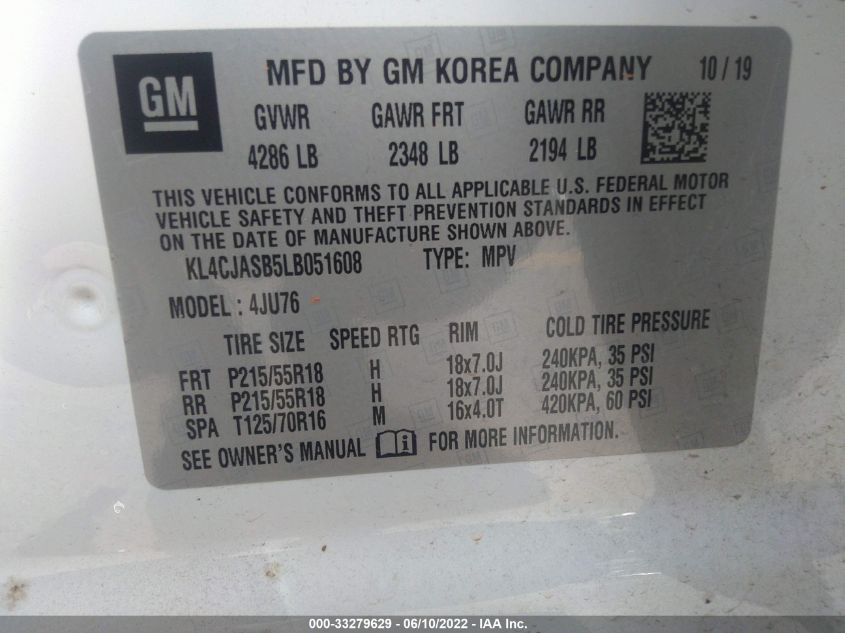 GM MFD BY GM KOREA COMPANY 10/19
GVWR GAWR FRT GAWR RR
4286 LB 2348 LB 2194 LB
THIS VEHICLE CONFORMS TO ALL APPLICABLE U.S. FEDERAL MOTOR
VEHICLE SAFETY AND THEFT PREVENTION STANDARDS IN EFFECT
ON THE DATE OF MANUFACTURE SHOWN ABOVE.
KL4CJASB5LB051608 TYPE: MPV
MODEL : 4JU76
TIRE SIZE SPEED RTG RIM COLD TIRE PRESSURE
FRT P215/55R18 H 18x7.0J 240KPA, 35 PSI
RR P215/55R18 H 18x7.0J 240KPA, 35 PSI
SPA T125/70R16 M 16x4.0T 420KPA, 60 PSI
SEE OWNER'S MANUAL i FOR MORE INFORMATION.
000-33279629 - 06/10/2022 - IAA Inc.